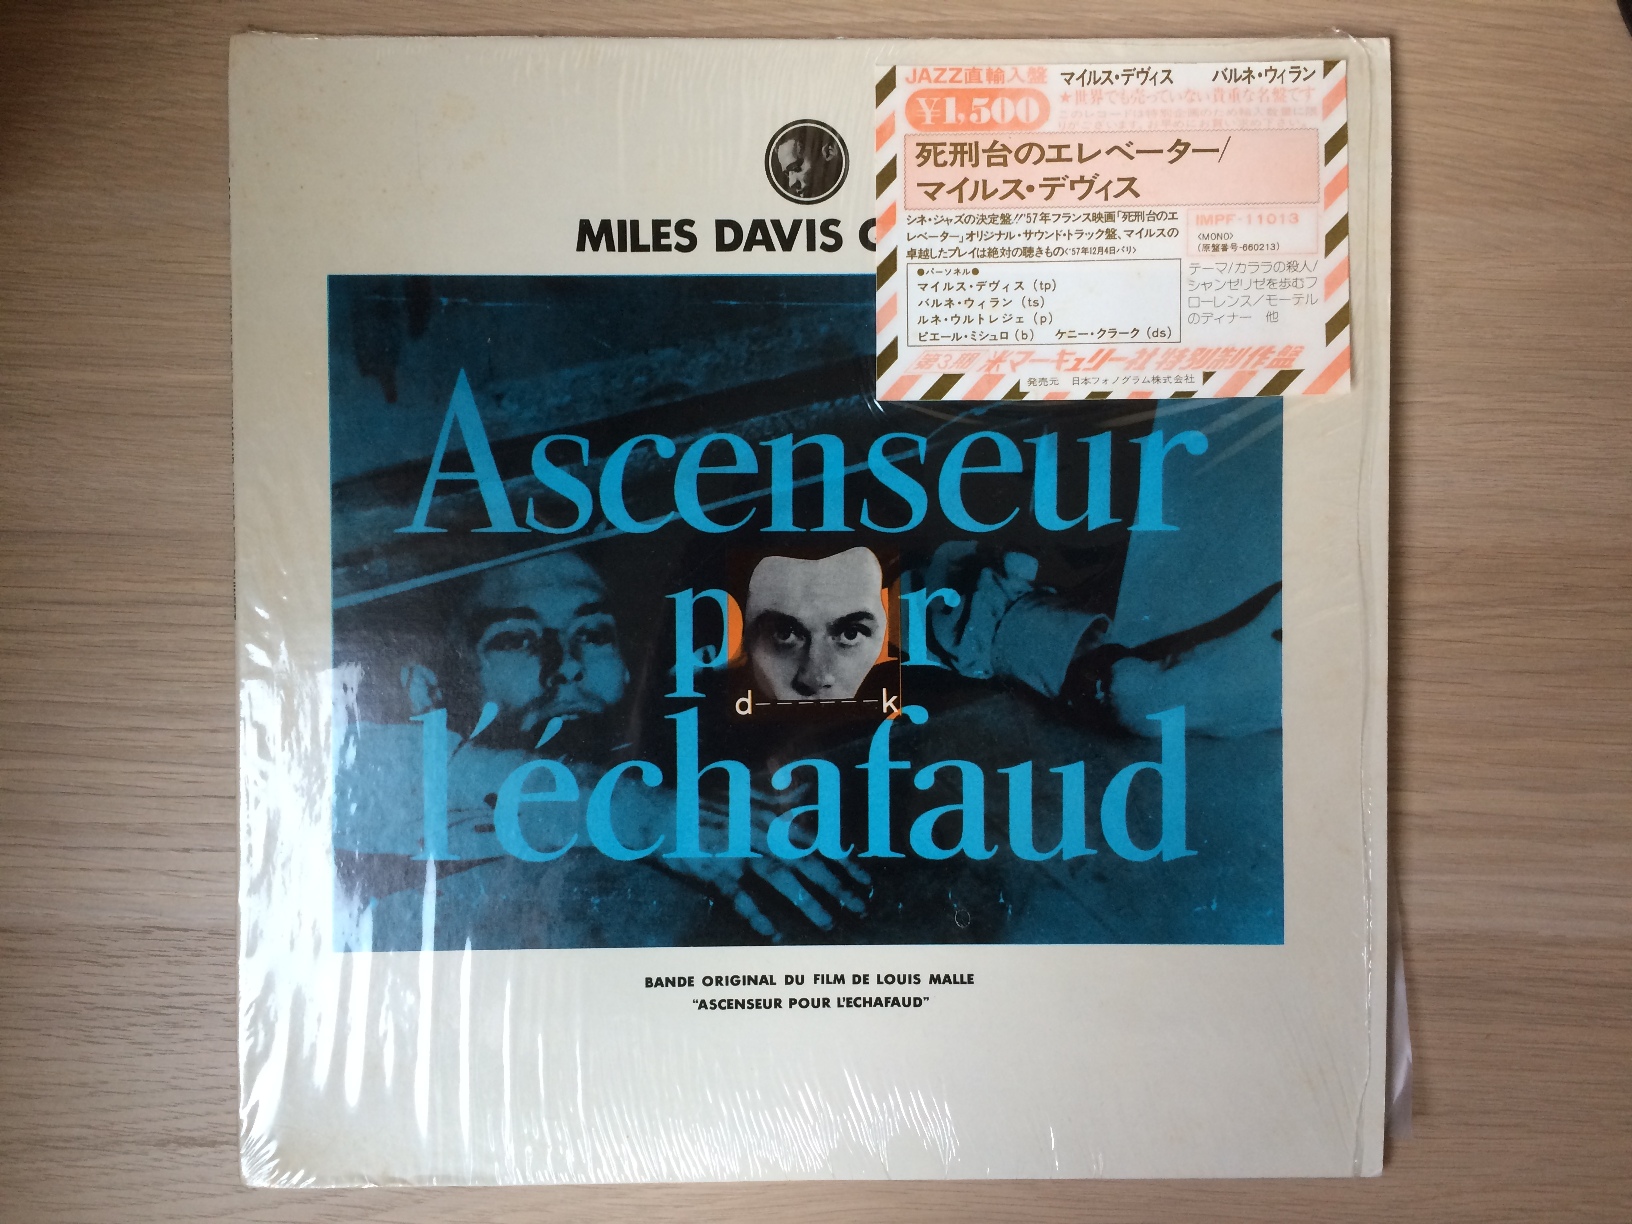 MILES DAVIS
JAZZ直輸入盤 マイルス・デヴィス バルネ・ウィラン
¥1,500 ★世界でも売っていない貴重な名盤です
死刑台のエレベーター/
マイルス・デヴィス
シネ・ジャズの決定盤!!'57年フランス映画「死刑台のエ
レベーター」オリジナル・サウンド・トラック盤、マイルスの
卓越したプレイは絶対の聴きもの<'57年12月4日パリ>
IMPF-11013
<MONO>
(原盤番号-660213)
●パーソネル●
マイルス・デヴィス (tp)
バルネ・ウィラン (ts)
ルネ・ウルトレジェ (p)
ピエール・ミシュロ (b) ケニー・クラーク (ds)
テーマ/カララの殺人/
シャンゼリゼを歩むフ
ローレンス/モーテル
のディナー 他
第3期 米マーキュリー社特別制作盤
発売元 日本フォノグラム株式会社
Ascenseur
pour
d------k
l'échafaud
BANDE ORIGINAL DU FILM DE LOUIS MALLE
"ASCENSEUR POUR L'ECHAFAUD"